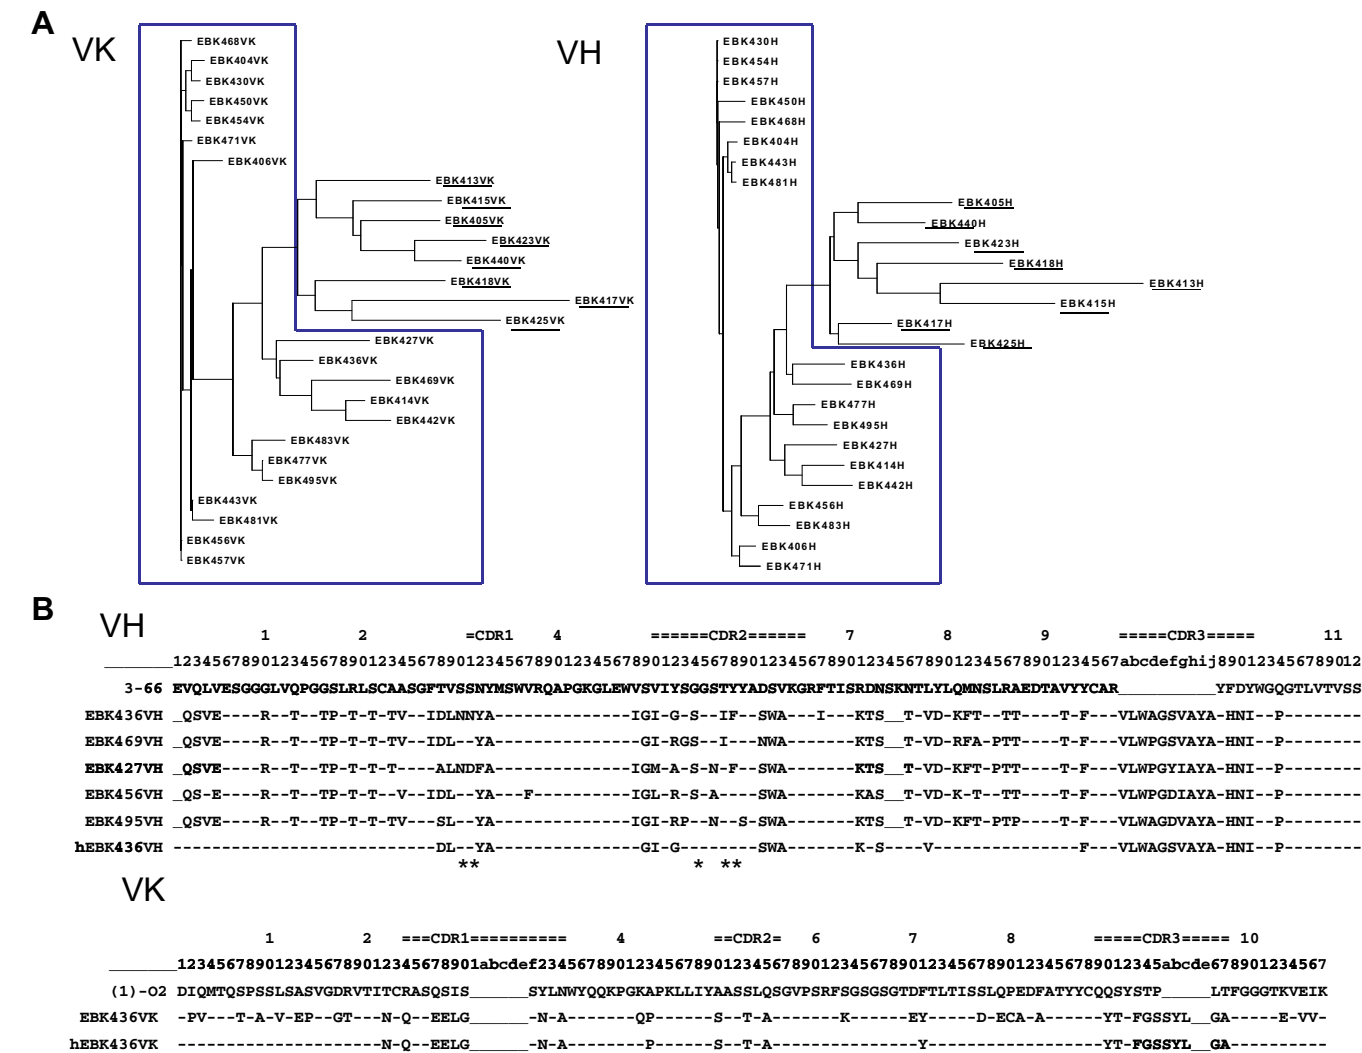 A
VK
EBK468VK
EBK404VK
EBK430VK
EBK450VK
EBK454VK
EBK471VK
EBK406VK
EBK413VK
EBK415VK
EBK405VK
EBK423VK
EBK440VK
EBK418VK
EBK417VK
EBK425VK
EBK427VK
EBK436VK
EBK469VK
EBK414VK
EBK442VK
EBK483VK
EBK477VK
EBK495VK
EBK443VK
EBK481VK
EBK456VK
EBK457VK
VH
EBK430H
EBK454H
EBK457H
EBK450H
EBK468H
EBK404H
EBK443H
EBK481H
EBK405H
EBK440H
EBK423H
EBK418H
EBK413H
EBK415H
EBK417H
EBK425H
EBK436H
EBK469H
EBK477H
EBK495H
EBK427H
EBK414H
EBK442H
EBK456H
EBK483H
EBK406H
EBK471H
B
VH
1 2 =CDR1 4 ======CDR2====== 7 8 9 =====CDR3===== 11
_______1234567890123456789012345678901234567890123456789012345678901234567890123456789012345678901234567abcdefghij890123456789012
3-66 EVQLVESGGGLVQPGGSLRLSCAASGFTVSSNYMSWVRQAPGKGLEWVSVIYSGGSTYYADSVKGRFTISRDNSKNTLYLQMNSLRAEDTAVYYCAR__________YFDYWGQGTLVTVSS
EBK436VH _QSVE----R--T--TP-T-T-TV--IDLNNYA--------------IGI-G-S--IF--SWA---I---KTS__T-VD-KFT--TT----T-F---VLWAGSVAYA-HNI--P--------
EBK469VH _QSVE----R--T--TP-T-T-TV--IDL--YA---------------GI-RGS--I---NWA-------KTS__T-VD-RFA-PTT----T-F---VLWPGSVAYA-HNI--P--------
EBK427VH _QSVE----R--T--TP-T-T-T----ALNDFA--------------IGM-A-S-N-F--SWA-------KTS__T-VD-KFT-PTT----T-F---VLWPGYIAYA-HNI--P--------
EBK456VH _QS-E----R--T--TP-T-T--V--IDL--YA---F----------IGL-R-S-A----SWA-------KAS__T-VD-K-T--TT----T-F---VLWPGDIAYA-HNI--P--------
EBK495VH _QSVE----R--T--TP-T-T-TV---SL--YA--------------IGI-RP--N--S-SWA-------KTS__T-VD-KFT-PTP----T-F---VLWAGDVAYA-HNI--P--------
hEBK436VH ---------------------------DL--YA---------------GI-G--------SWA-------K-S----V---------------F---VLWAGSVAYA-HNI--P--------
** * **
VK
1 2 ===CDR1========== 4 ==CDR2= 6 7 8 =====CDR3===== 10
_______1234567890123456789012345678901abcdef23456789012345678901234567890123456789012345678901234 5abcde678901234567
(1)-O2 DIQMTQSPSSLSASVGDRVTITCRASQSIS______SYLNWYQQKPGKAPKLLIYAASSLQSGVPSRFSGSGSGTDFTLTISSLQPEDFATYYCQQSYSTP_____LTFGGGTKVEIK
EBK436VK -PV---T-A-V-EP--GT---N-Q--EELG______-N-A-------QP------S--T-A-------K------EY-----D-ECA-A------YT-FGSSYL__GA-----E-VV-
hEBK436VK ---------------------N-Q--EELG______-N-A--------P------S--T-A---------------Y------------------YT-FGSSYL__GA----------